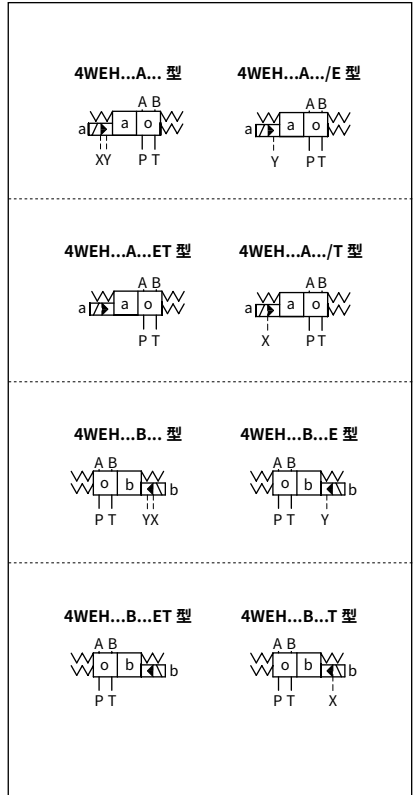 4WEH...A... 型
A B
a a o
XY P T
4WEH...A.../E 型
A B
a a o
Y P T
4WEH...A...ET 型
A B
a a o
P T
4WEH...A.../T 型
A B
a a o
X P T
4WEH...B... 型
A B
o b b
P T YX
4WEH...B...E 型
A B
o b b
P T Y
4WEH...B...ET 型
A B
o b b
P T
4WEH...B...T 型
A B
o b b
P T X